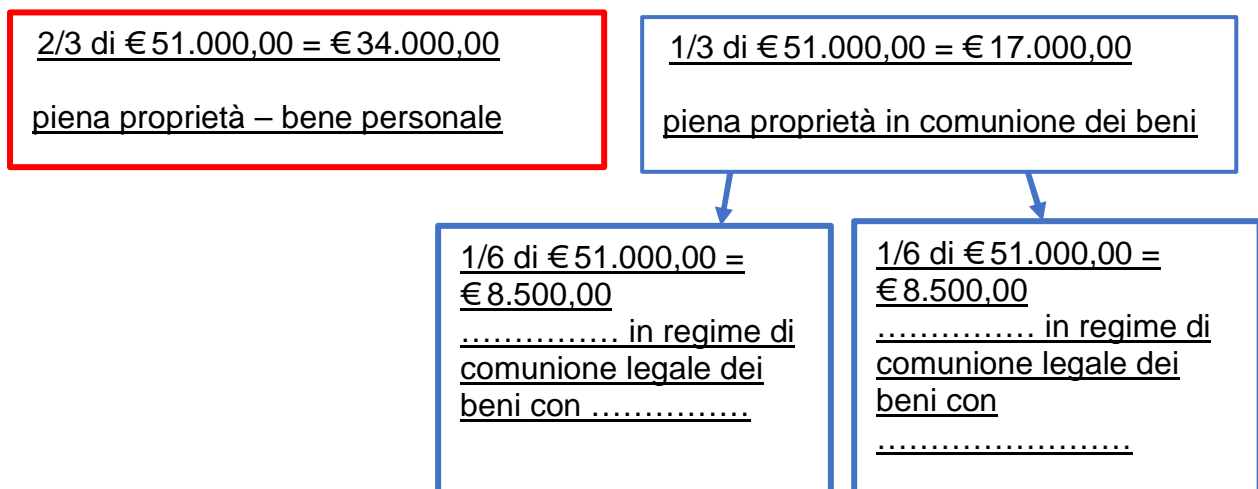 2/3 di € 51.000,00 = € 34.000,00
piena proprietà – bene personale
1/3 di € 51.000,00 = € 17.000,00
piena proprietà in comunione dei beni
1/6 di € 51.000,00 =
€ 8.500,00
…………… in regime di
comunione legale dei
beni con ……………
1/6 di € 51.000,00 =
€ 8.500,00
…………… in regime di
comunione legale dei
beni con
……………………